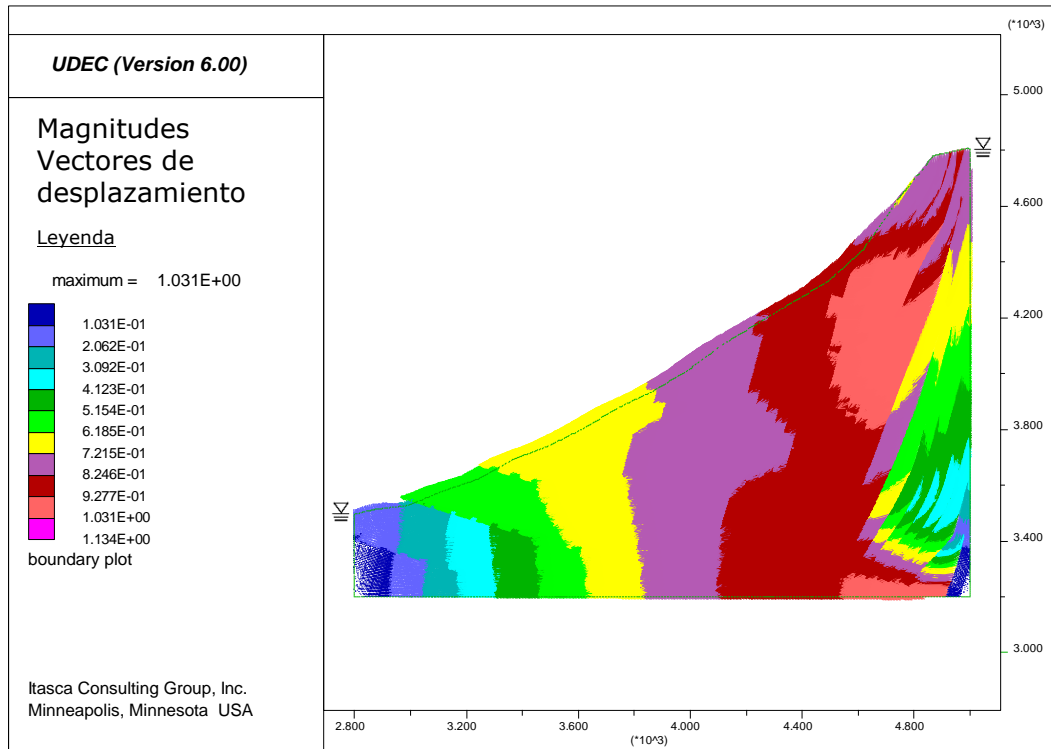 UDEC (Version 6.00)
Magnitudes
Vectores de
desplazamiento
Leyenda
maximum = 1.031E+00
1.031E-01
2.062E-01
3.092E-01
4.123E-01
5.154E-01
6.185E-01
7.215E-01
8.246E-01
9.277E-01
1.031E+00
1.134E+00
boundary plot
Itasca Consulting Group, Inc.
Minneapolis, Minnesota USA
(*10^3)
5.000
4.600
4.200
3.800
3.400
3.000
2.800 3.200 3.600 4.000 4.400 4.800
(*10^3)